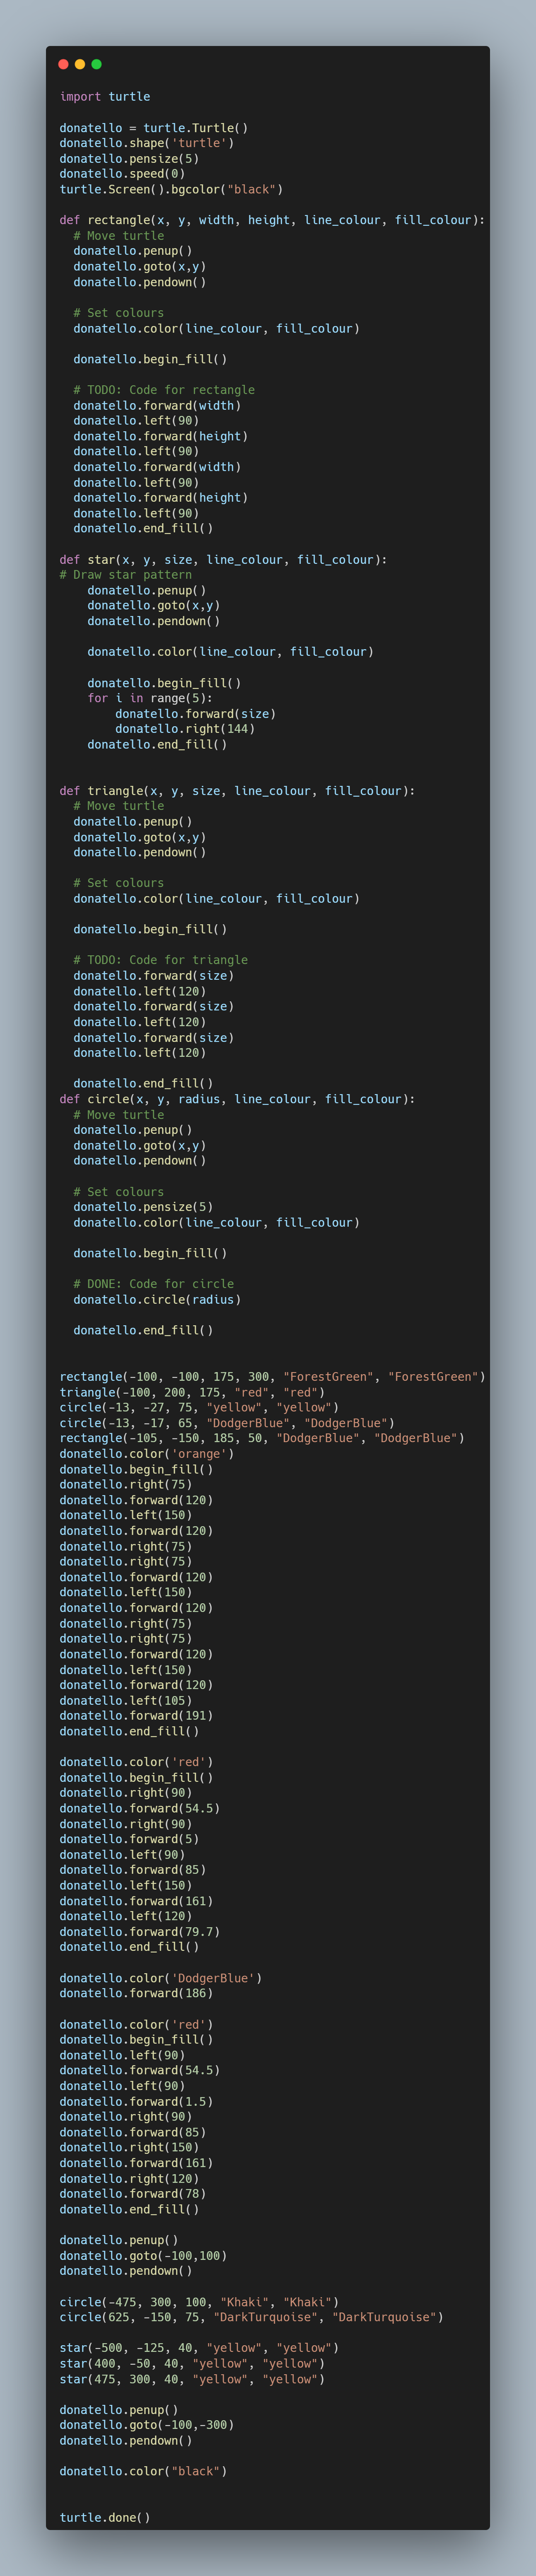 import turtle

donatello = turtle.Turtle()
donatello.shape('turtle')
donatello.pensize(5)
donatello.speed(0)
turtle.Screen().bgcolor("black")

def rectangle(x, y, width, height, line_colour, fill_colour):
  # Move turtle
  donatello.penup()
  donatello.goto(x,y)
  donatello.pendown()

  # Set colours
  donatello.color(line_colour, fill_colour)

  donatello.begin_fill()

  # TODO: Code for rectangle
  donatello.forward(width)
  donatello.left(90)
  donatello.forward(height)
  donatello.left(90)
  donatello.forward(width)
  donatello.left(90)
  donatello.forward(height)
  donatello.left(90)
  donatello.end_fill()

def star(x, y, size, line_colour, fill_colour):
# Draw star pattern
    donatello.penup()
    donatello.goto(x,y)
    donatello.pendown()

    donatello.color(line_colour, fill_colour)

    donatello.begin_fill()
    for i in range(5):
        donatello.forward(size)
        donatello.right(144)
    donatello.end_fill()


def triangle(x, y, size, line_colour, fill_colour):
  # Move turtle
  donatello.penup()
  donatello.goto(x,y)
  donatello.pendown()

  # Set colours
  donatello.color(line_colour, fill_colour)

  donatello.begin_fill()

  # TODO: Code for triangle
  donatello.forward(size)
  donatello.left(120)
  donatello.forward(size)
  donatello.left(120)
  donatello.forward(size)
  donatello.left(120)

  donatello.end_fill()
def circle(x, y, radius, line_colour, fill_colour):
  # Move turtle
  donatello.penup()
  donatello.goto(x,y)
  donatello.pendown()

  # Set colours
  donatello.pensize(5)
  donatello.color(line_colour, fill_colour)

  donatello.begin_fill()

  # DONE: Code for circle
  donatello.circle(radius)

  donatello.end_fill()


rectangle(-100, -100, 175, 300, "ForestGreen", "ForestGreen")
triangle(-100, 200, 175, "red", "red")
circle(-13, -27, 75, "yellow", "yellow")
circle(-13, -17, 65, "DodgerBlue", "DodgerBlue")
rectangle(-105, -150, 185, 50, "DodgerBlue", "DodgerBlue")
donatello.color('orange')
donatello.begin_fill()
donatello.right(75)
donatello.forward(120)
donatello.left(150)
donatello.forward(120)
donatello.right(75)
donatello.right(75)
donatello.forward(120)
donatello.left(150)
donatello.forward(120)
donatello.right(75)
donatello.right(75)
donatello.forward(120)
donatello.left(150)
donatello.forward(120)
donatello.left(105)
donatello.forward(191)
donatello.end_fill()

donatello.color('red')
donatello.begin_fill()
donatello.right(90)
donatello.forward(54.5)
donatello.right(90)
donatello.forward(5)
donatello.left(90)
donatello.forward(85)
donatello.left(150)
donatello.forward(161)
donatello.left(120)
donatello.forward(79.7)
donatello.end_fill()

donatello.color('DodgerBlue')
donatello.forward(186)

donatello.color('red')
donatello.begin_fill()
donatello.left(90)
donatello.forward(54.5)
donatello.left(90)
donatello.forward(1.5)
donatello.right(90)
donatello.forward(85)
donatello.right(150)
donatello.forward(161)
donatello.right(120)
donatello.forward(78)
donatello.end_fill()

donatello.penup()
donatello.goto(-100,100)
donatello.pendown()

circle(-475, 300, 100, "Khaki", "Khaki")
circle(625, -150, 75, "DarkTurquoise", "DarkTurquoise")

star(-500, -125, 40, "yellow", "yellow")
star(400, -50, 40, "yellow", "yellow")
star(475, 300, 40, "yellow", "yellow")

donatello.penup()
donatello.goto(-100,-300)
donatello.pendown()

donatello.color("black")


turtle.done()